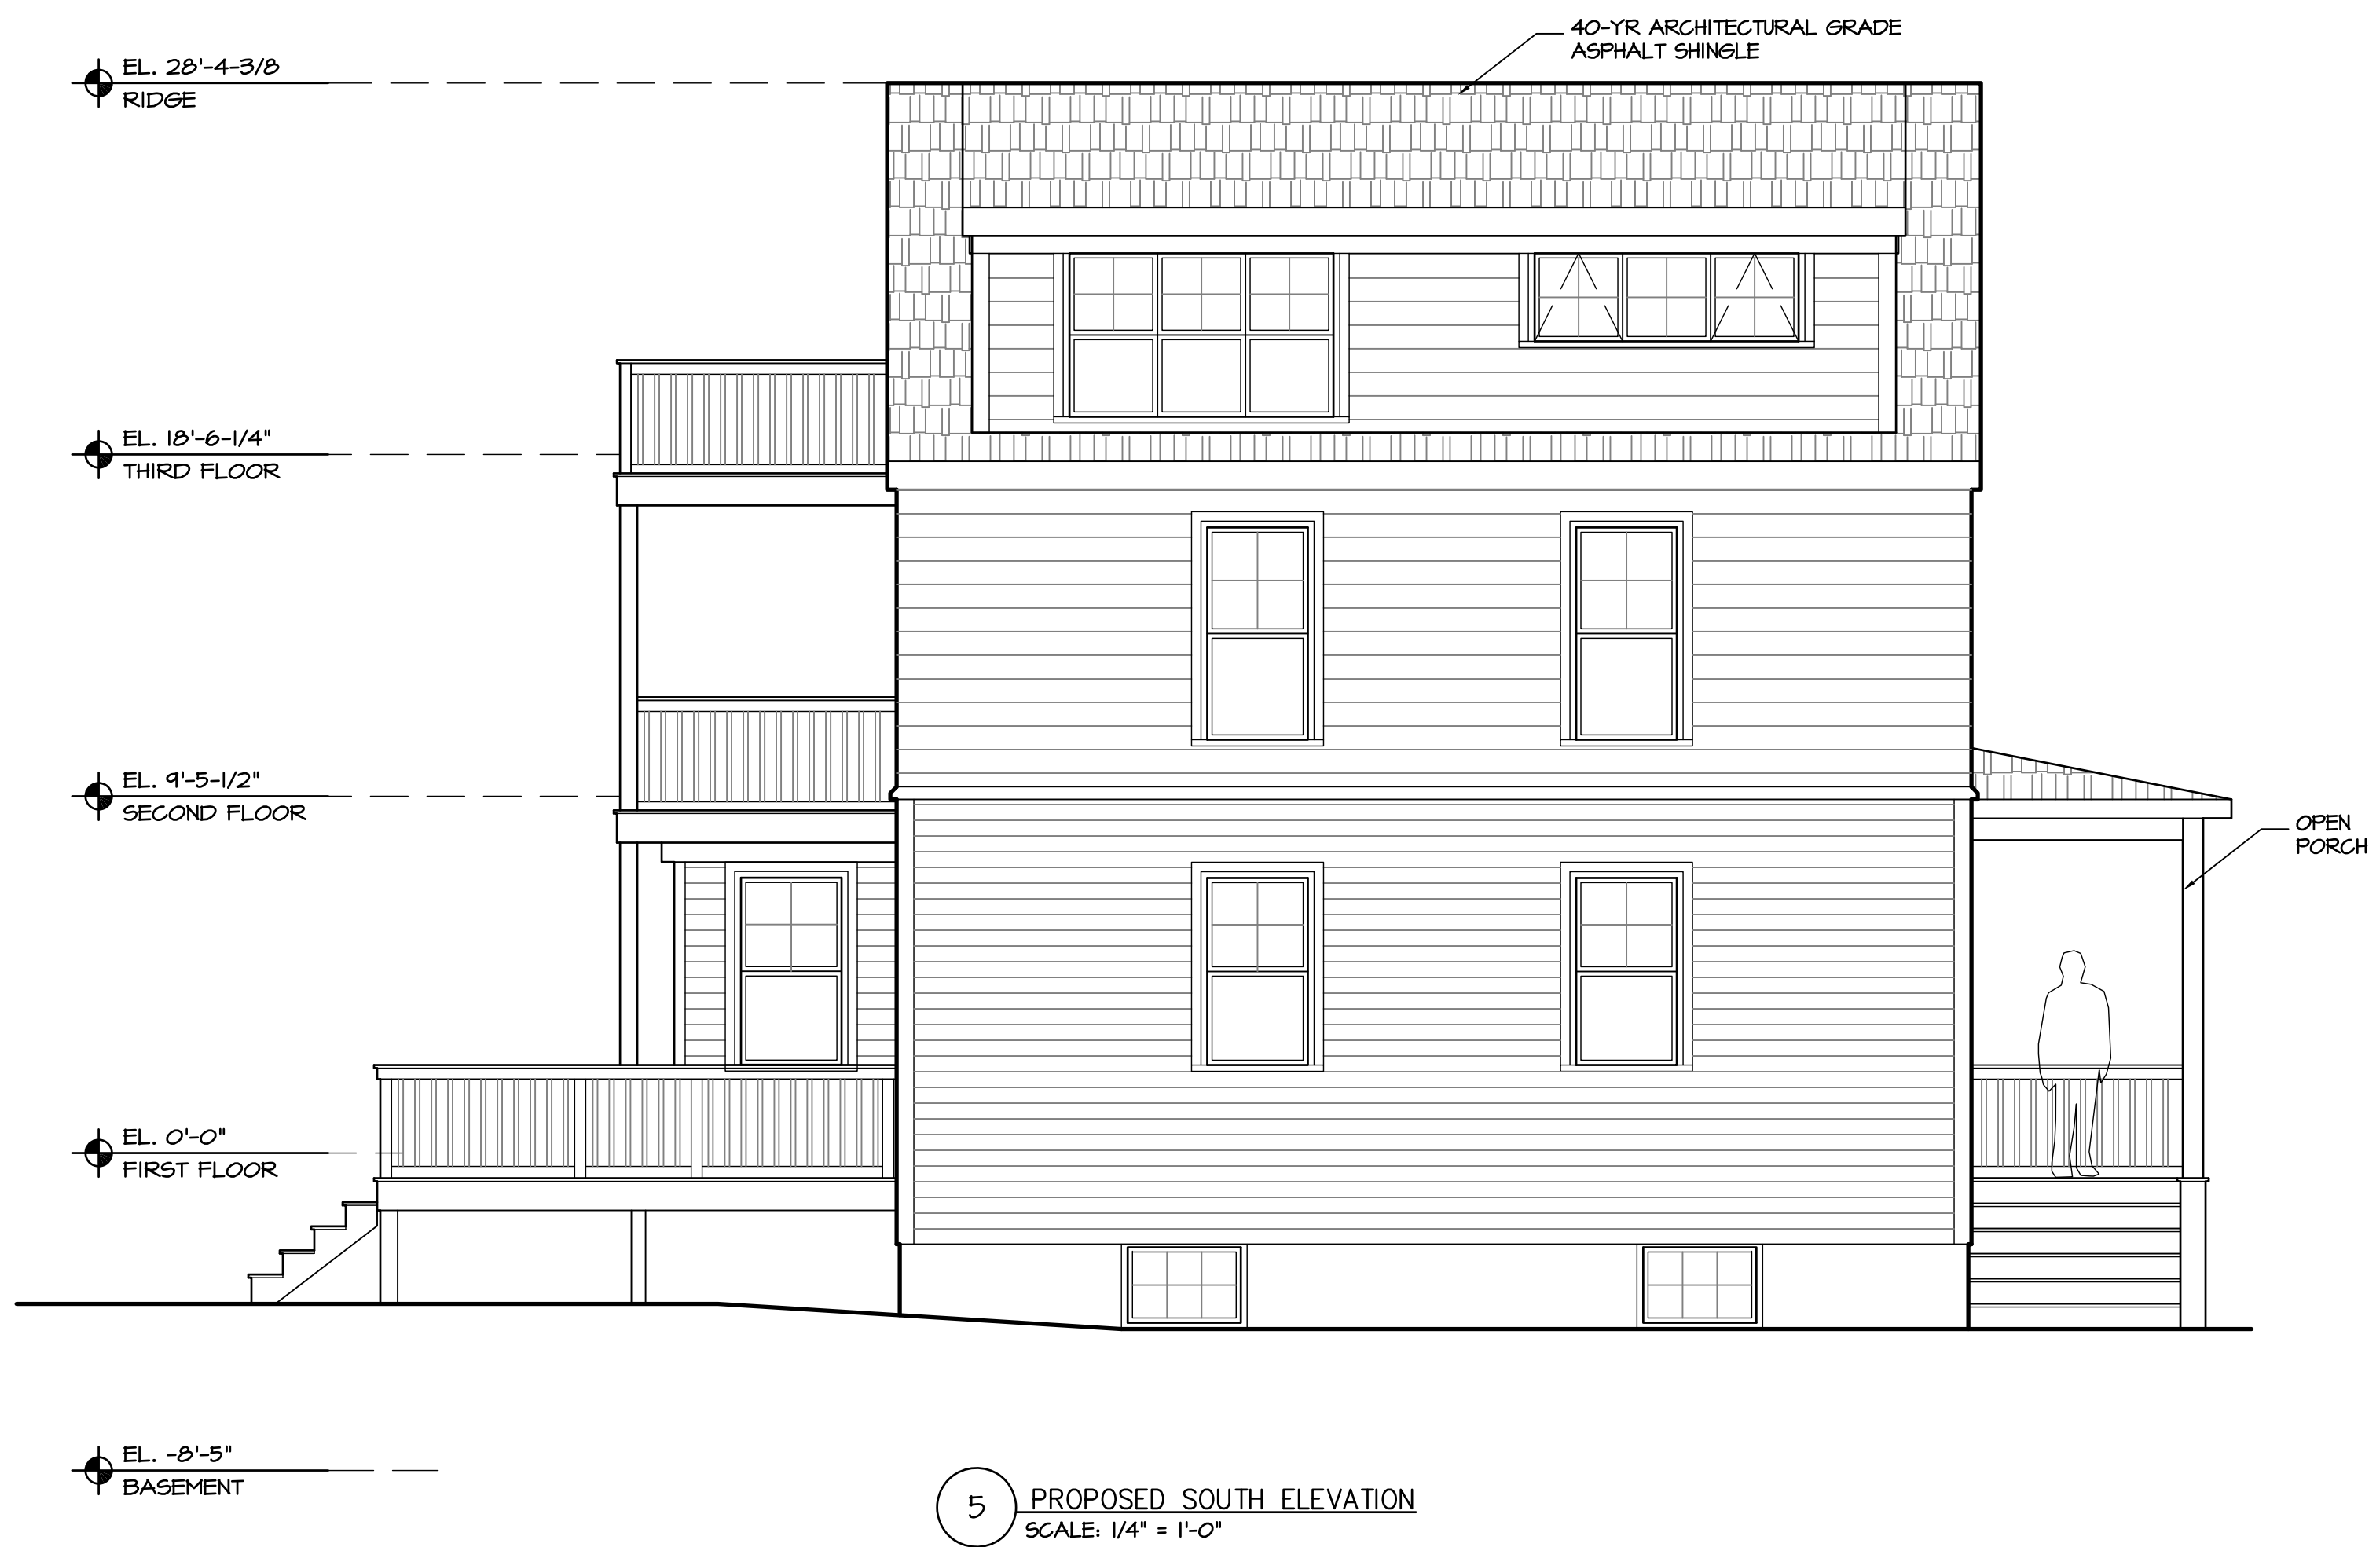 40-YR ARCHITECTURAL GRADE
ASPHALT SHINGLE
EL. 28'-4-3/8
RIDGE
EL. 18'-6-1/4"
THIRD FLOOR
EL. 9'-5-1/2"
SECOND FLOOR
OPEN
PORCH
EL. 0'-0"
FIRST FLOOR
EL. -8'-5"
BASEMENT
5 PROPOSED SOUTH ELEVATION
SCALE: 1/4" = 1'-0"